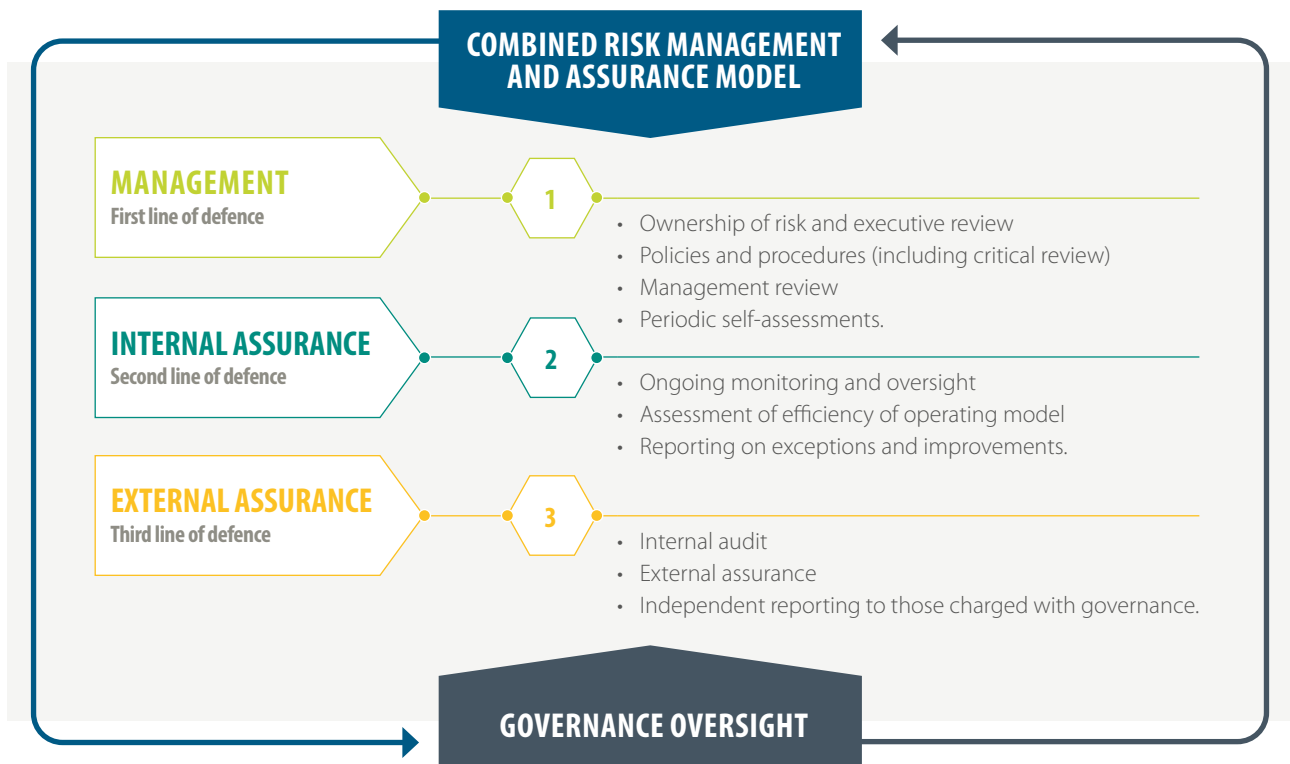 COMBINED RISK MANAGEMENT
AND ASSURANCE MODEL
MANAGEMENT
First line of defence
1
• Ownership of risk and executive review
• Policies and procedures (including critical review)
• Management review
• Periodic self-assessments.
INTERNAL ASSURANCE
Second line of defence
2
• Ongoing monitoring and oversight
• Assessment of efficiency of operating model
• Reporting on exceptions and improvements.
EXTERNAL ASSURANCE
Third line of defence
3
• Internal audit
• External assurance
• Independent reporting to those charged with governance.
GOVERNANCE OVERSIGHT